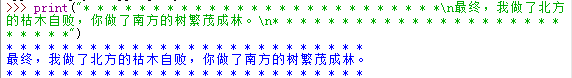 >>> print("* * * * * * * * * * * * * * * * * * * * * * * * * *\n最终，我做了北方
的枯木自败，你做了南方的树繁茂成林。\n* * * * * * * * * * * * * * * * * * * *
* * * * * *")
* * * * * * * * * * * * * * * * * * * * * * * * * *
最终，我做了北方的枯木自败，你做了南方的树繁茂成林。
* * * * * * * * * * * * * * * * * * * * * * * * * *